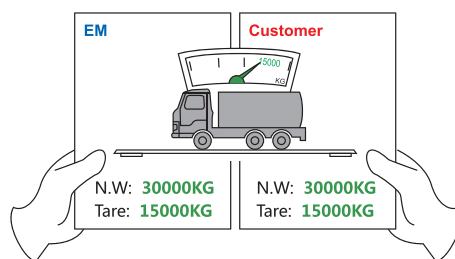 EM
Customer
15000
KG
N.W: 30000KG
Tare: 15000KG
N.W: 30000KG
Tare: 15000KG